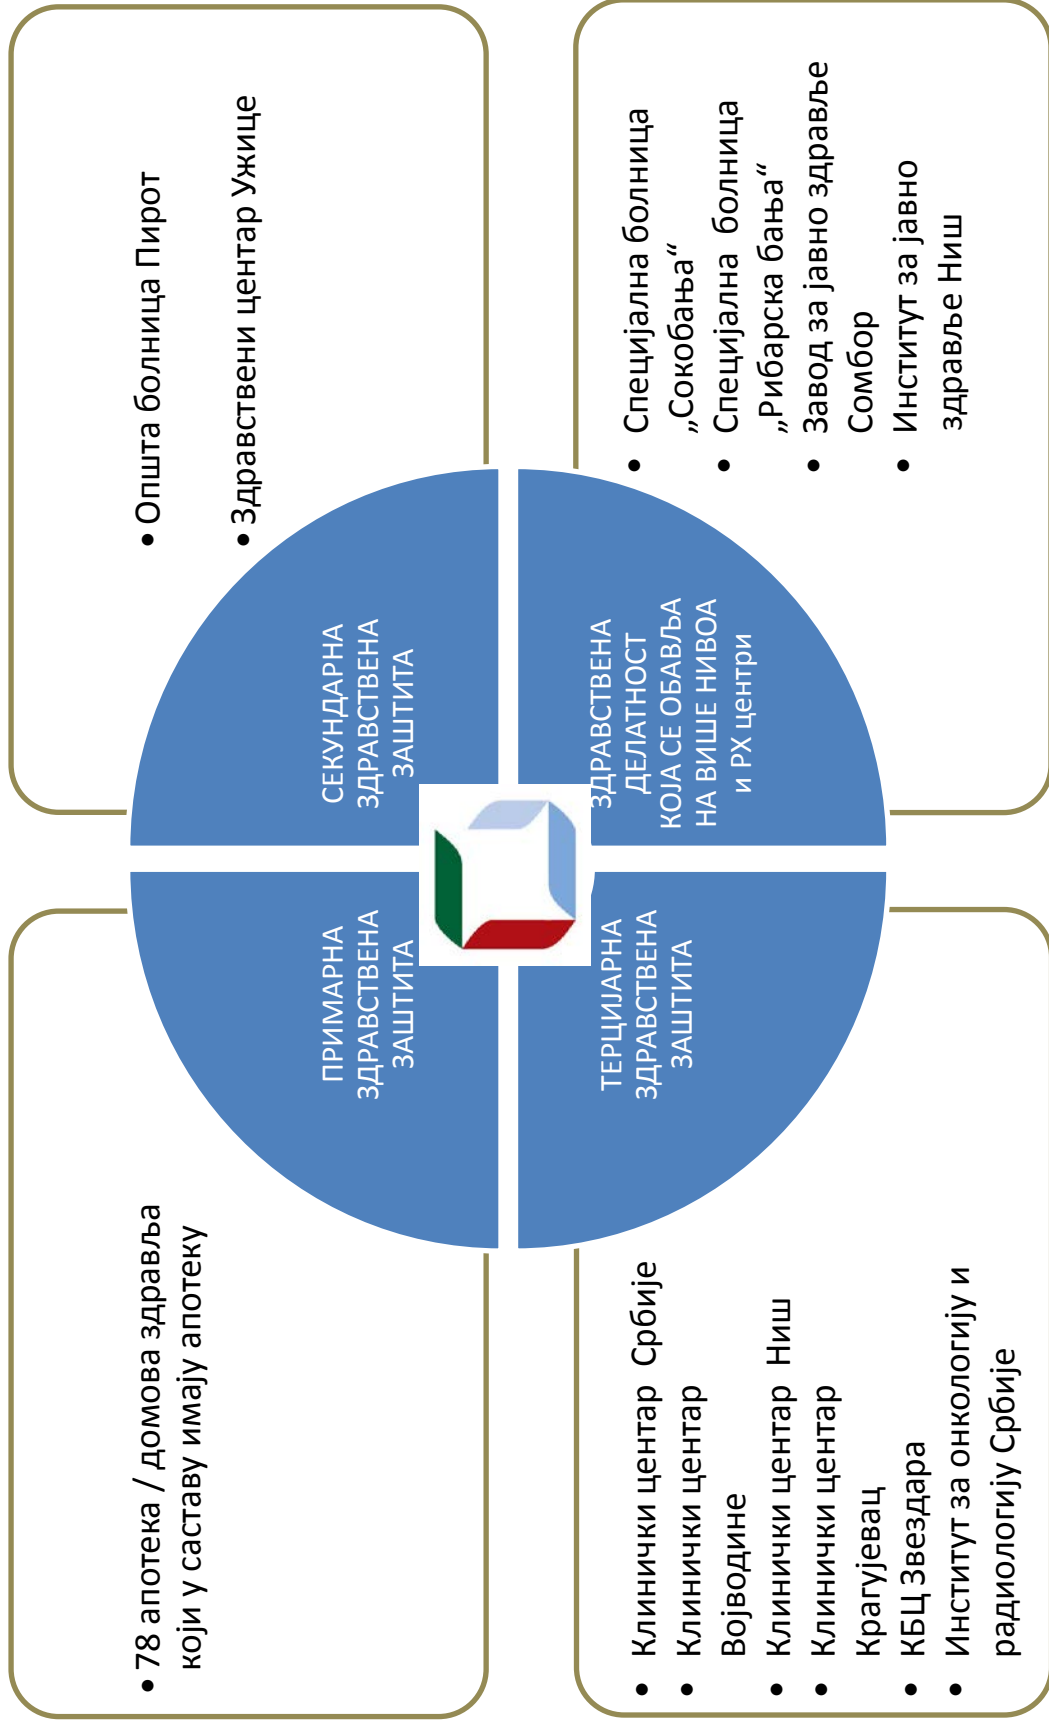 • 78 апотека / домова здравља
који у саставу имају апотеку
ПРИМАРНА
ЗДРАВСТВЕНА
ЗАШТИТА
СЕКУНДАРНА
ЗДРАВСТВЕНА
ЗАШТИТА
• Општа болница Пирот
• Здравствени центар Ужице
• Клинички центар Србије
• Клинички центар
Војводине
• Клинички центар Ниш
• Клинички центар
Крагујевац
• КБЦ Звездара
• Институт за онкологију и
радиологију Србије
ТЕРЦИЈАРНА
ЗДРАВСТВЕНА
ЗАШТИТА
ЗДРАВСТВЕНА
ДЕЛАТНОСТ
КОЈА СЕ ОБАВЉА
НА ВИШЕ НИВОА
и РХ центри
• Специјална болница
„Сокобања“
• Специјална болница
„Рибарска бања“
• Завод за јавно здравље
Сомбор
• Институт за јавно
здравље Ниш